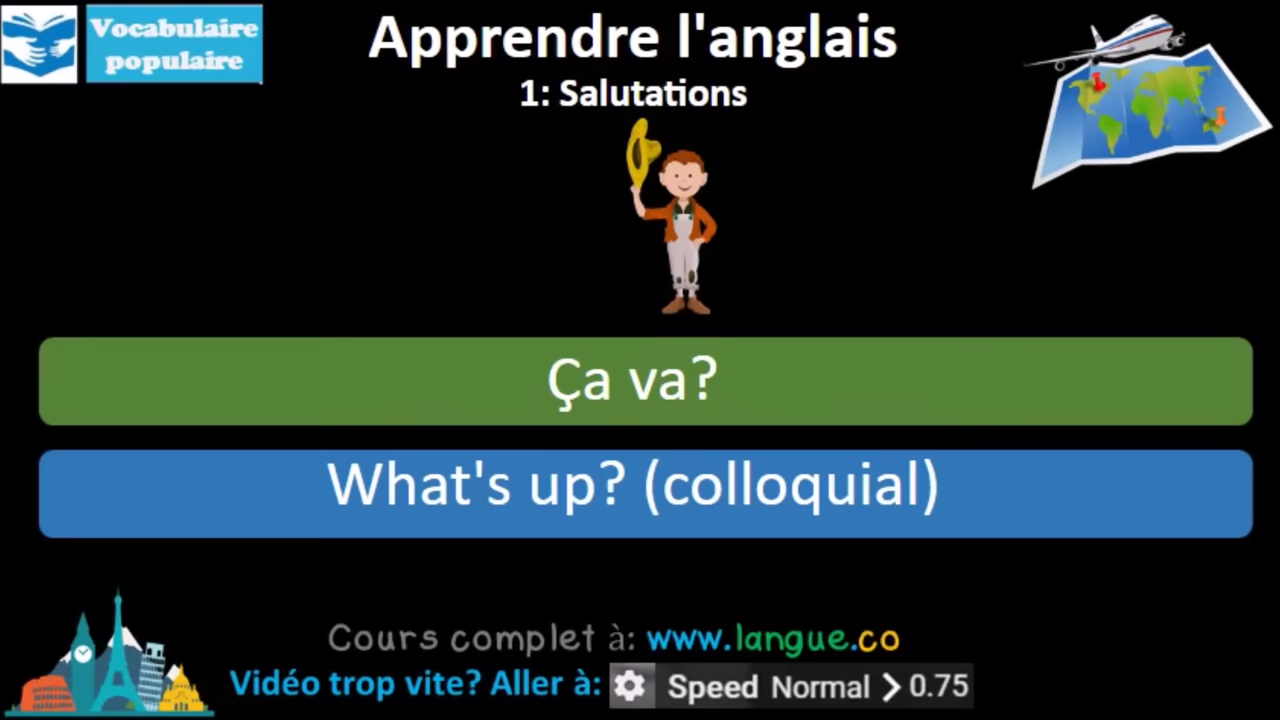 Vocabulaire
populaire
Apprendre l'anglais
1: Salutations
Ça va?
What's up? (colloquial)
Cours complet à: www.langue.co
Vidéo trop vite? Aller à: Speed Normal > 0.75